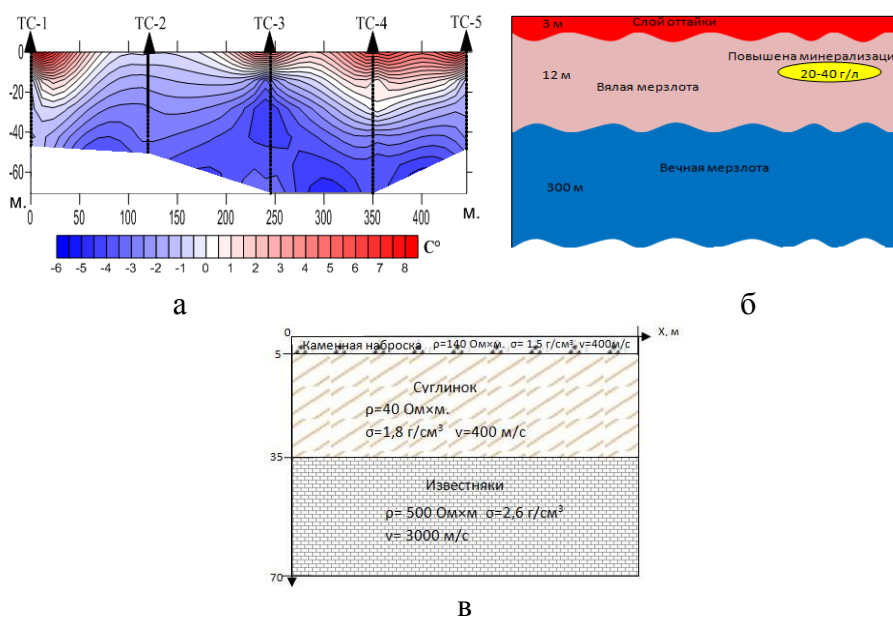 ТС-1 ТС-2 ТС-3 ТС-4 ТС-5
0
-20
-40
-60
м.
0 50 100 150 200 250 300 350 400
м.
-6 -5 -4 -3 -2 -1 0 1 2 3 4 5 6 7 8
С°
а
3 м
Слой оттайки
Повышена минерализаци
20-40 г/л
12 м
Вялая мерзлота
Вечная мерзлота
300 м
б
0
X, м
Каменная наброска ρ=140 Ом×м. σ= 1,5 г/см³ v=400м/с
5
Суглинок
ρ=40 Ом×м.
σ=1,8 г/см³ v=400 м/с
35
Известняки
ρ= 500 Ом×м σ=2,6 г/см³
v= 3000 м/с
70
в